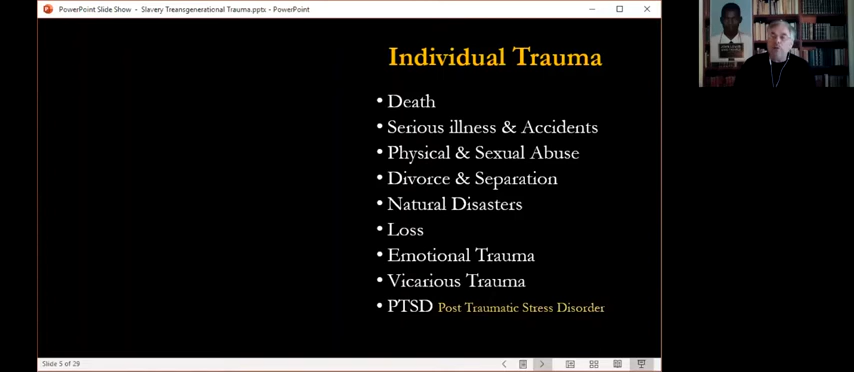 PowerPoint Slide Show - Slavery Treansgenerational Trauma.pptx - PowerPoint
Individual Trauma
• Death
• Serious illness & Accidents
• Physical & Sexual Abuse
• Divorce & Separation
• Natural Disasters
• Loss
• Emotional Trauma
• Vicarious Trauma
• PTSD Post Traumatic Stress Disorder
Slide 5 of 29